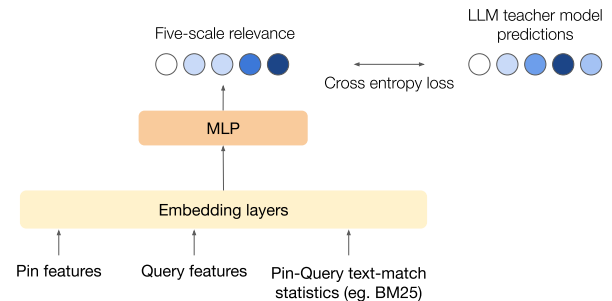 LLM teacher model
predictions
Five-scale relevance
Cross entropy loss
MLP
Embedding layers
Pin features
Query features
Pin-Query text-match
statistics (eg. BM25)